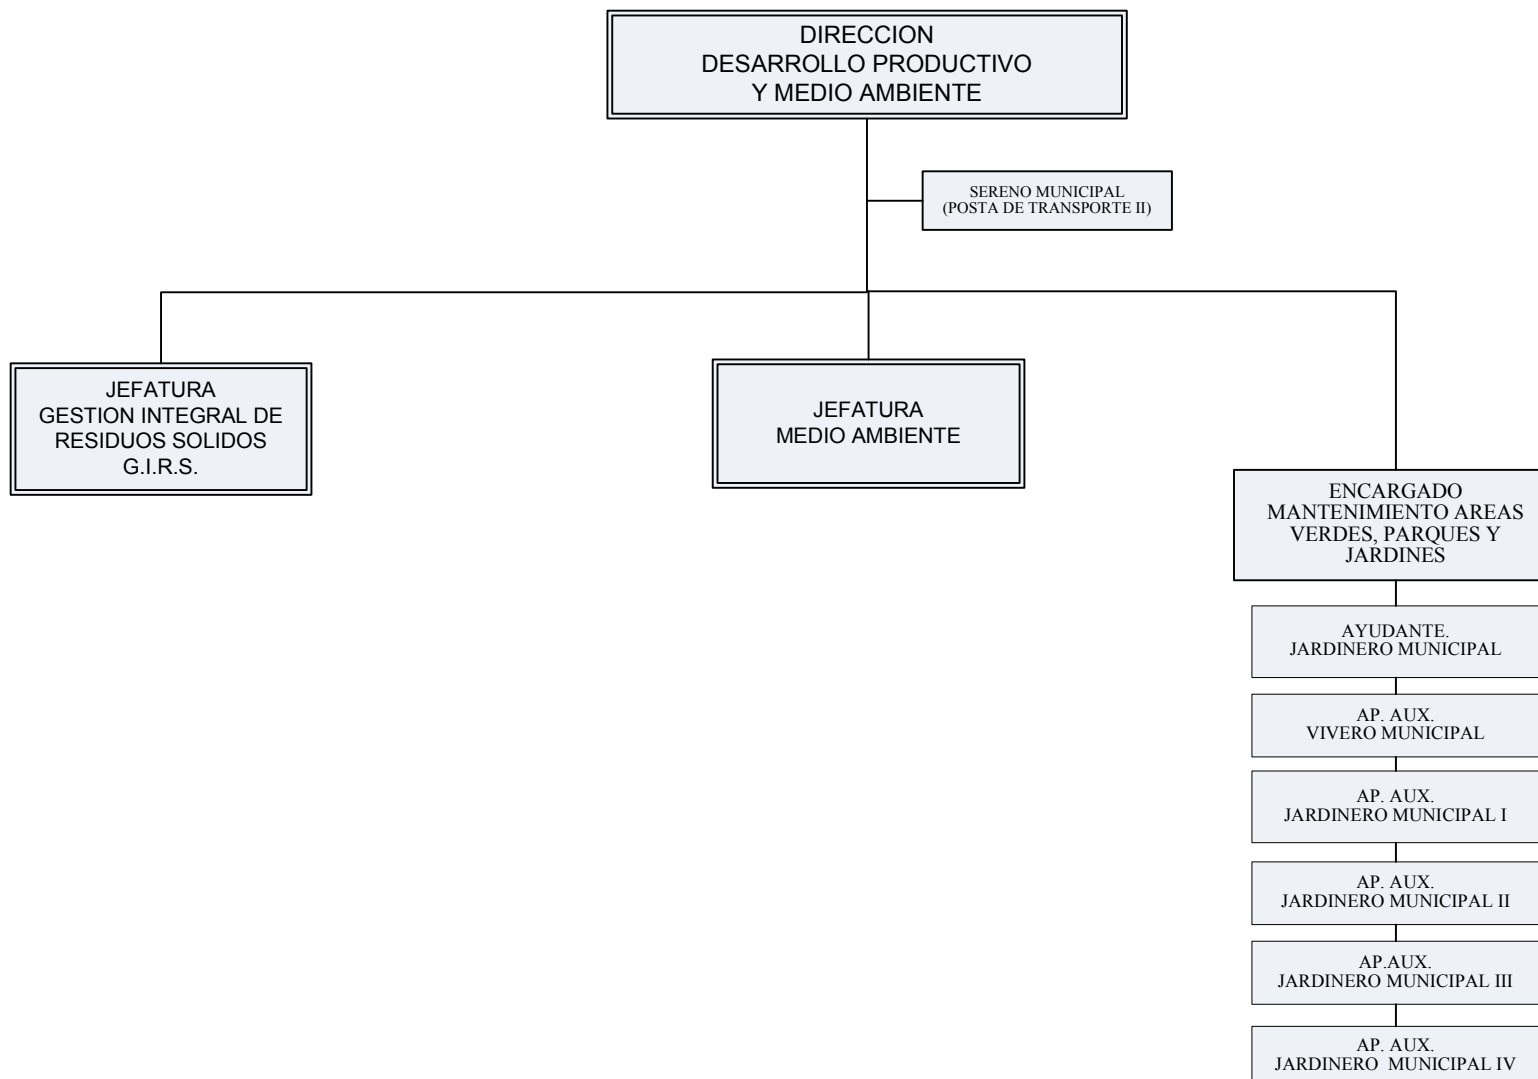 DIRECCION
DESARROLLO PRODUCTIVO
Y MEDIO AMBIENTE
SERENO MUNICIPAL
(POSTA DE TRANSPORTE II)
JEFATURA
GESTION INTEGRAL DE
RESIDUOS SOLIDOS
G.I.R.S.
JEFATURA
MEDIO AMBIENTE
ENCARGADO
MANTENIMIENTO AREAS
VERDES, PARQUES Y
JARDINES
AYUDANTE.
JARDINERO MUNICIPAL
AP. AUX.
VIVERO MUNICIPAL
AP. AUX.
JARDINERO MUNICIPAL I
AP. AUX.
JARDINERO MUNICIPAL II
AP.AUX.
JARDINERO MUNICIPAL III
AP. AUX.
JARDINERO  MUNICIPAL IV